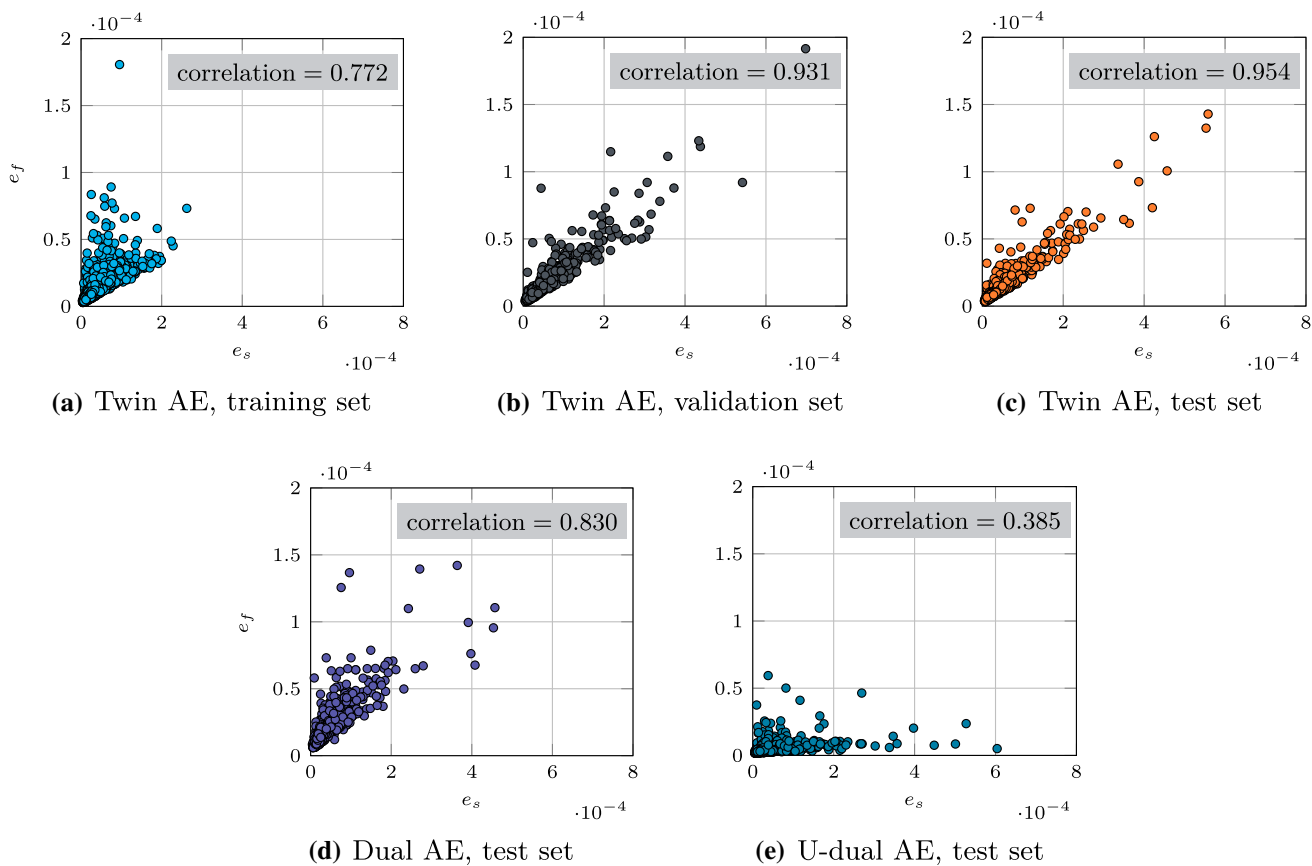 ·10⁻⁴
·10⁻⁴
·10⁻⁴
2
1.5
1
0.5
0
e_f
correlation = 0.772
0 2 4 6 8
e_s
·10⁻⁴
(a) Twin AE, training set
2
1.5
1
0.5
0
correlation = 0.931
0 2 4 6 8
e_s
·10⁻⁴
(b) Twin AE, validation set
2
1.5
1
0.5
0
correlation = 0.954
0 2 4 6 8
e_s
·10⁻⁴
(c) Twin AE, test set
·10⁻⁴
2
1.5
1
0.5
0
e_f
correlation = 0.830
0 2 4 6 8
e_s
·10⁻⁴
(d) Dual AE, test set
·10⁻⁴
2
1.5
1
0.5
0
correlation = 0.385
0 2 4 6 8
e_s
·10⁻⁴
(e) U-dual AE, test set